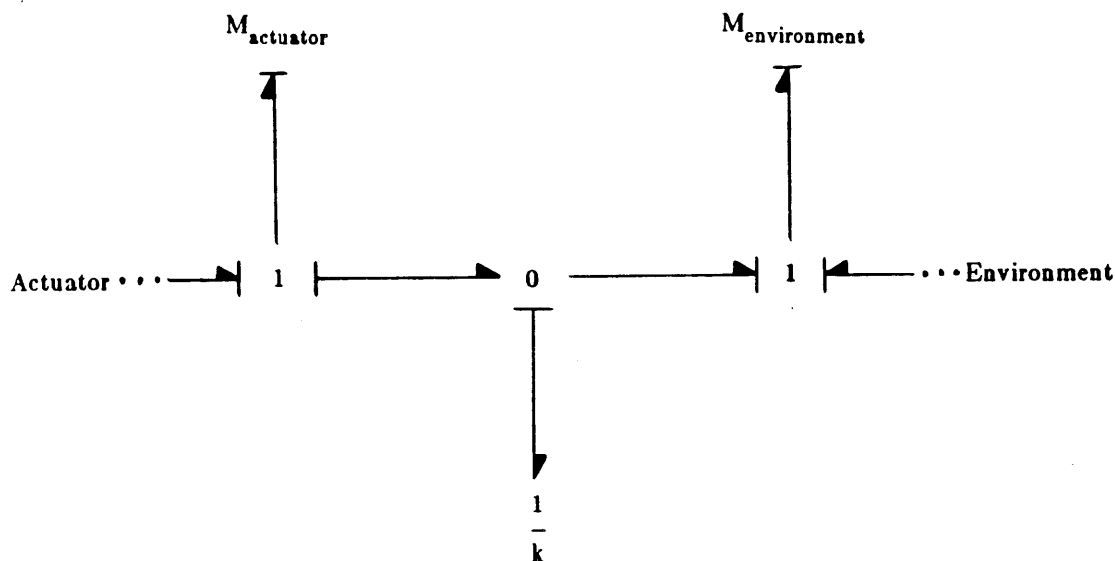 M_actuator
M_environment
Actuator • • •
1
0
1
• • • Environment
1
k